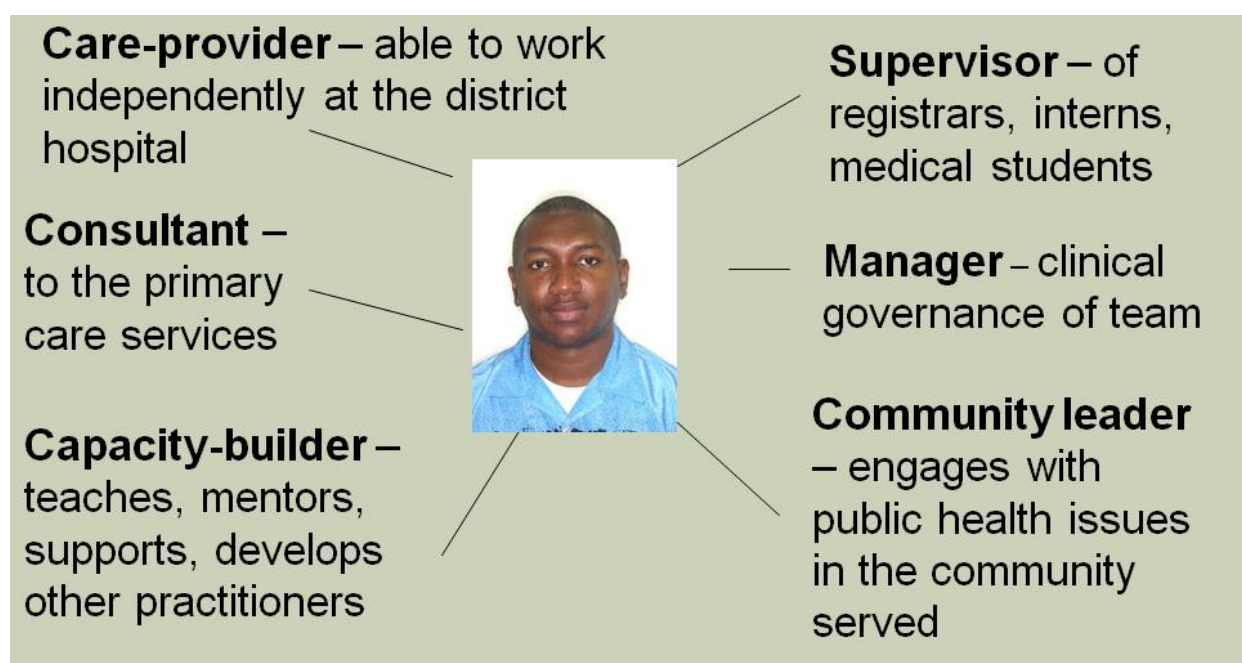 Care-provider – able to work
independently at the district
hospital
Consultant –
to the primary
care services
Capacity-builder –
teaches, mentors,
supports, develops
other practitioners
Supervisor – of
registrars, interns,
medical students
Manager – clinical
governance of team
Community leader
– engages with
public health issues
in the community
served